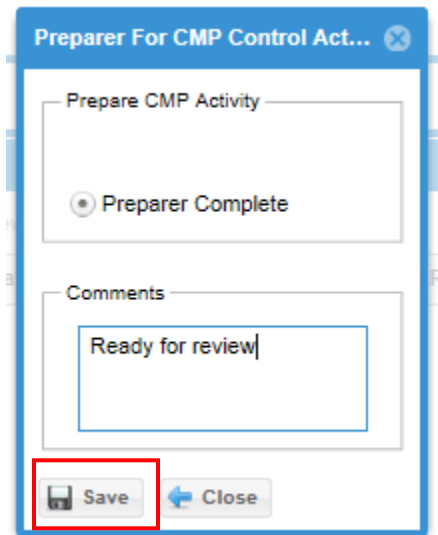 Preparer For CMP Control Act...
Prepare CMP Activity
Preparer Complete
Comments
Ready for review
Save
Close